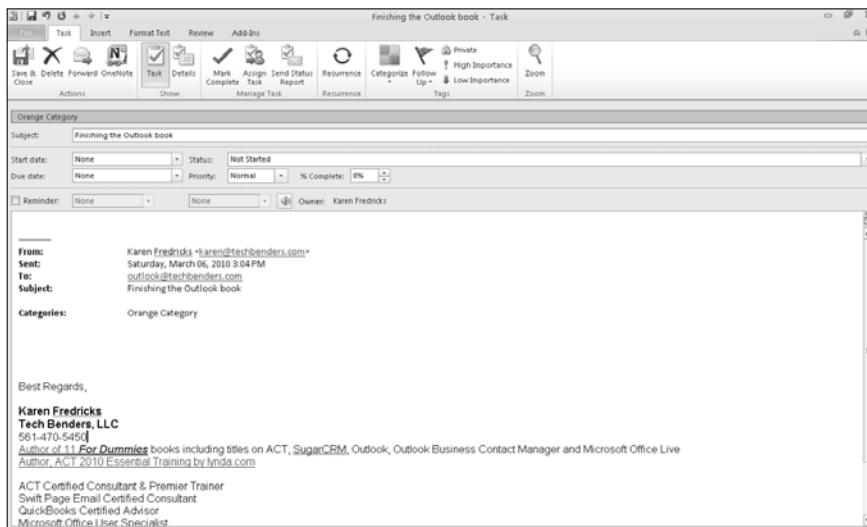 Finishing the Outlook book - Task
File Task Insert Format Text Review Add-Ins
Save & Close Delete Forward OneNote Task Details Mark Complete Assign Task Send Status Report Recurrence Categorize Follow Up Private High Importance Low Importance Zoom
Actions Show Manage Task Recurrence Tags Zoom
Orange Category
Subject: Finishing the Outlook book
Start date: None Status: Not Started
Due date: None Priority: Normal % Complete: 0%
Reminder: None None Owner: Karen Fredricks
From: Karen Fredricks <karen@techbenders.com>
Sent: Saturday, March 06, 2010 3:04 PM
To: outlook@techbenders.com
Subject: Finishing the Outlook book
Categories: Orange Category
Best Regards,
Karen Fredricks
Tech Benders, LLC
561-470-5450
Author of 11 For Dummies books including titles on ACT, SugarCRM, Outlook, Outlook Business Contact Manager and Microsoft Office Live
Author, ACT 2010 Essential Training by lynda.com
ACT Certified Consultant & Premier Trainer
Swift Page Email Certified Consultant
QuickBooks Certified Advisor
Microsoft Office User Specialist